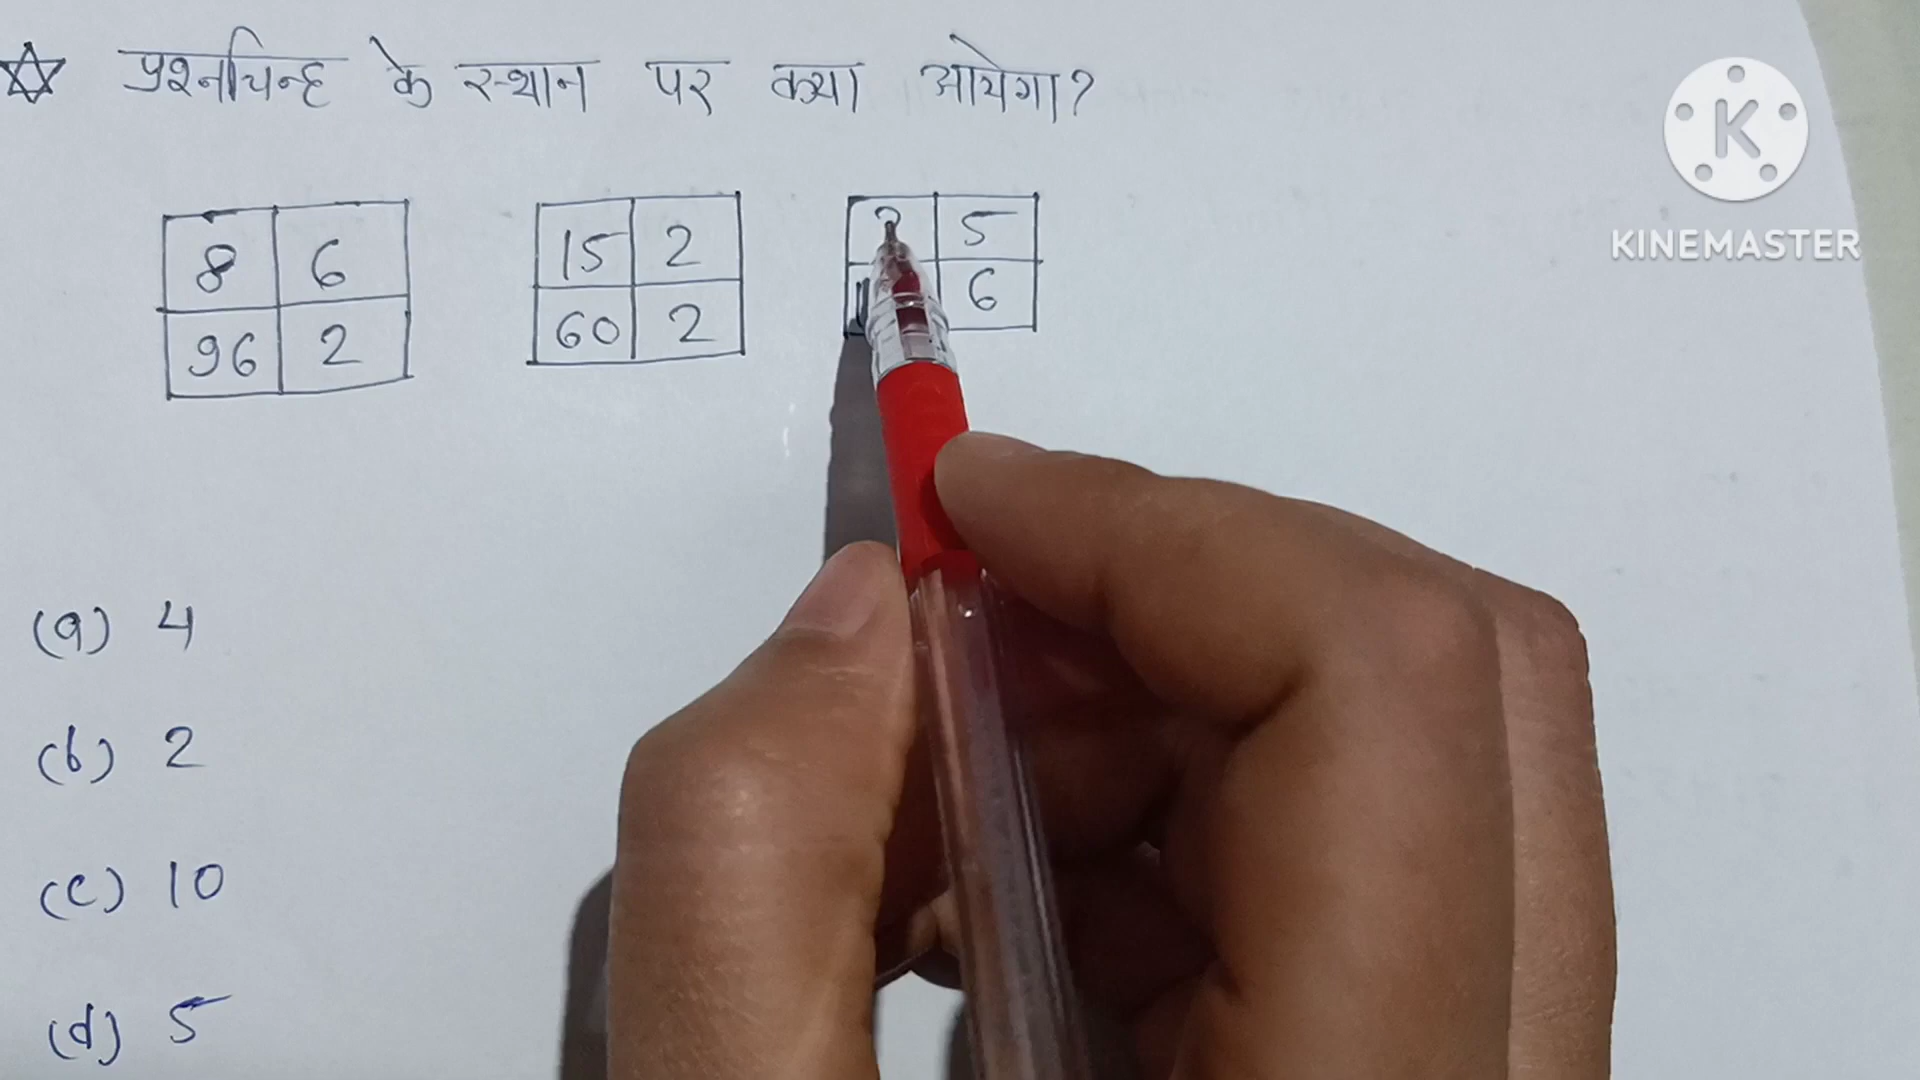 प्रश्नचिन्ह के स्थान पर क्या आयेगा?
8 6
96 2
15 2
60 2
? 5
6
(a) 4
(b) 2
(c) 10
(d) 5
K
KINEMASTER